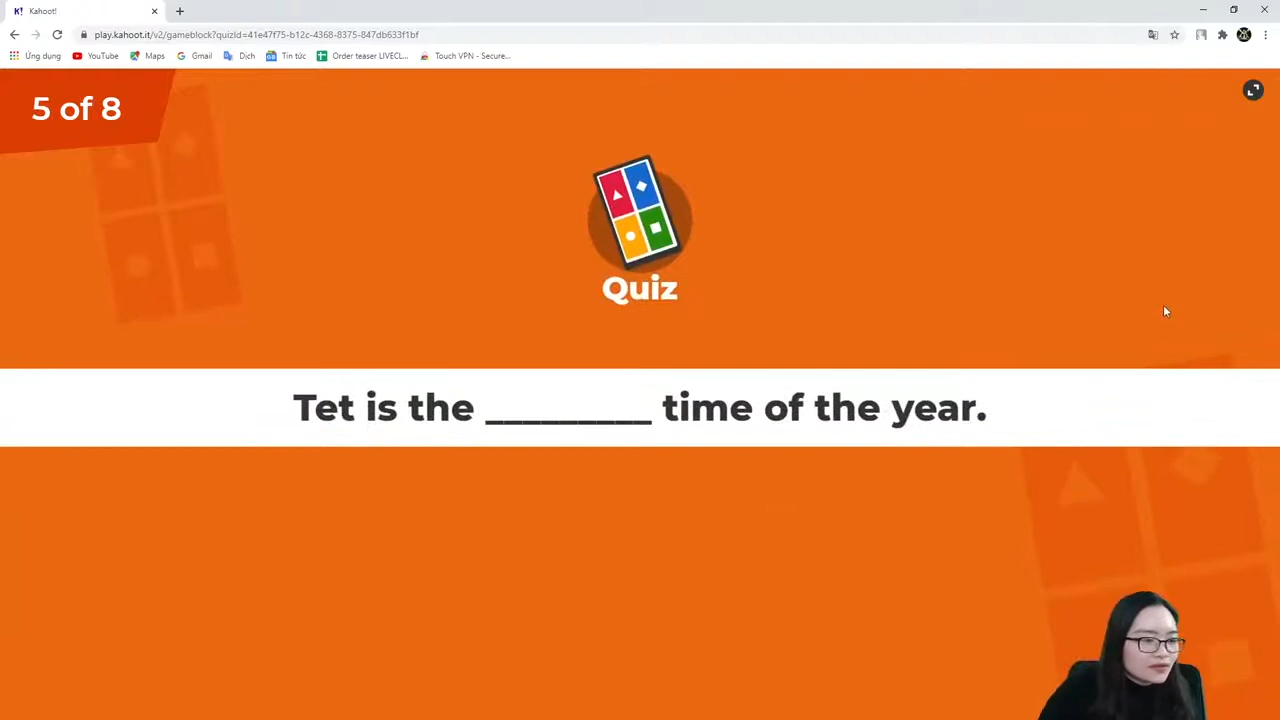 K! Kahoot!
play.kahoot.it/v2/gameblock?quizId=41e47f75-b12c-4368-8375-847db633f1bf
Ứng dụng YouTube Maps Gmail Dịch Tin tức Order teaser LIVECL... Touch VPN - Secure...
5 of 8
Quiz
Tet is the _________ time of the year.